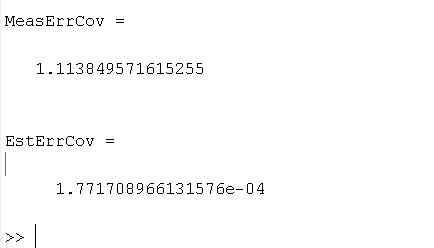 MeasErrCov =
1.113849571615255
EstErrCov =
1.771708966131576e-04
>>